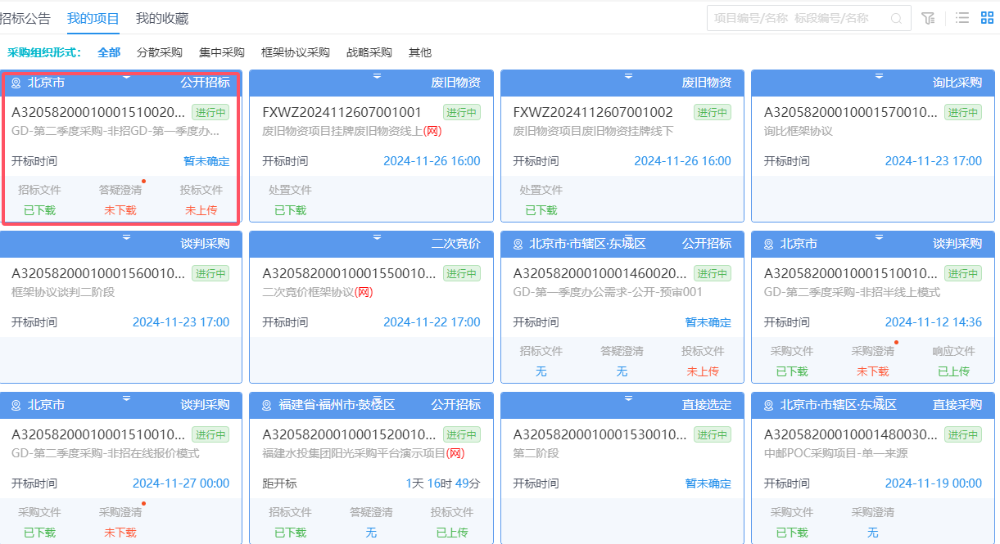 招标公告 我的项目 我的收藏 项目编号/名称 标段编号/名称
采购组织形式： 全部 分散采购 集中采购 框架协议采购 战略采购 其他
北京市 公开招标
A32058200010001510020... 进行中
GD-第二季度采购-非招GD-第一季度办...
开标时间 暂未确定
招标文件 答疑澄清 投标文件
已下载 未下载 未上传
废旧物资
FXWZ2024112607001001 进行中
废旧物资项目挂牌废旧物资线上(网)
开标时间 2024-11-26 16:00
处置文件
已下载
废旧物资
FXWZ2024112607001002 进行中
废旧物资项目废旧物资挂牌线下
开标时间 2024-11-26 16:00
处置文件
已下载
询比采购
A32058200010001570010... 进行中
询比框架协议
开标时间 2024-11-23 17:00
谈判采购
A32058200010001560010... 进行中
框架协议谈判二阶段
开标时间 2024-11-23 17:00
二次竞价
A32058200010001550010... 进行中
二次竞价框架协议(网)
开标时间 2024-11-22 17:00
北京市·市辖区·东城区 公开招标
A32058200010001460020... 进行中
GD-第一季度办公需求-公开-预审001
开标时间 暂未确定
招标文件 答疑澄清 投标文件
无 无 未上传
北京市 谈判采购
A32058200010001510010... 进行中
GD-第二季度采购-非招半线上模式
开标时间 2024-11-12 14:36
采购文件 采购澄清 响应文件
已下载 未下载 已上传
北京市 谈判采购
A32058200010001510010... 进行中
GD-第二季度采购-非招在线报价模式
开标时间 2024-11-27 00:00
采购文件 采购澄清
已下载 未下载
福建省·福州市·鼓楼区 公开招标
A32058200010001520010... 进行中
福建水投集团阳光采购平台演示项目(网)
距开标 1天 16时 49分
招标文件 答疑澄清 投标文件
已下载 无 已上传
直接选定
A32058200010001530010... 进行中
第二阶段
开标时间 暂未确定
北京市·市辖区·东城区 直接采购
A32058200010001480030... 进行中
中邮POC采购项目-单一来源
开标时间 2024-11-19 00:00
采购文件 采购澄清
已下载 无